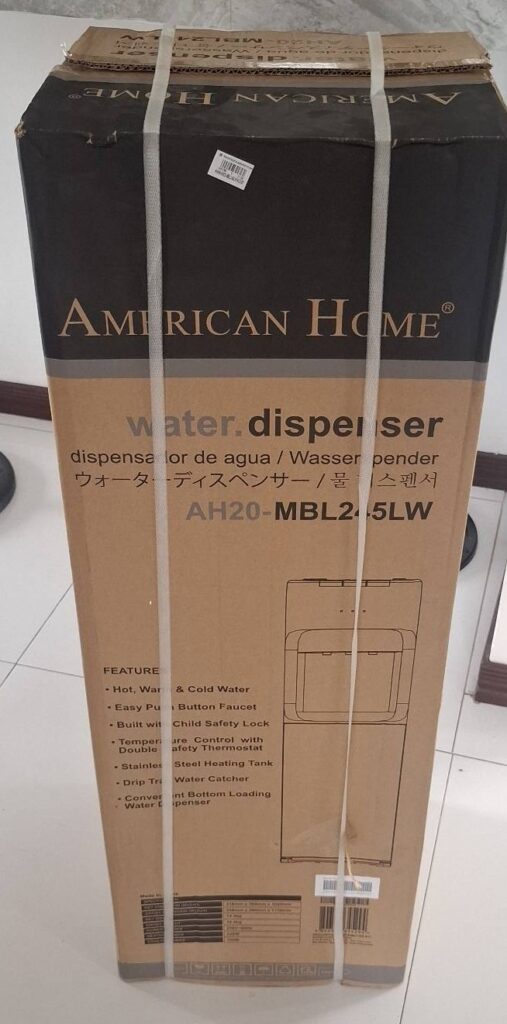 AMERICAN HOME®
AMERICAN HOME®
water.dispenser
dispensador de agua / Wasserspender
ウォーターディスペンサー / 물 디스펜서
AH20-MBL245LW
FEATURES
• Hot, Warm & Cold Water
• Easy Push Button Faucet
• Built with Child Safety Lock
• Temperature Control with
Double Safety Thermostat
• Stainless Steel Heating Tank
• Drip Tray Water Catcher
• Convenient Bottom Loading
Water Dispenser